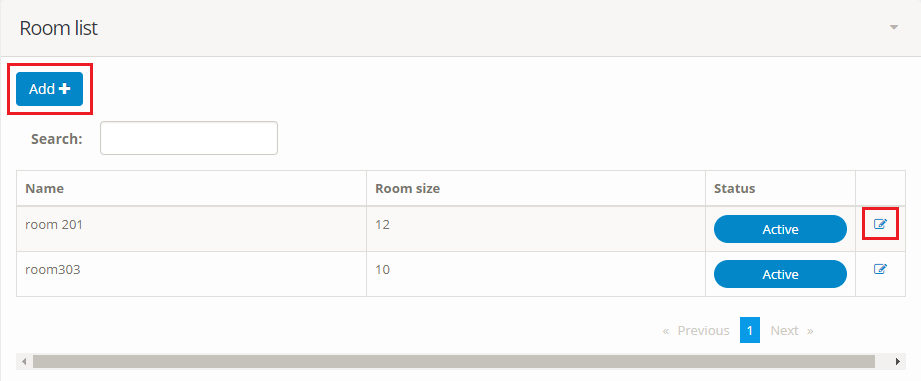 Room list
Add +
Search:
Name Room size Status
room 201 12 Active
room303 10 Active
« Previous 1 Next »